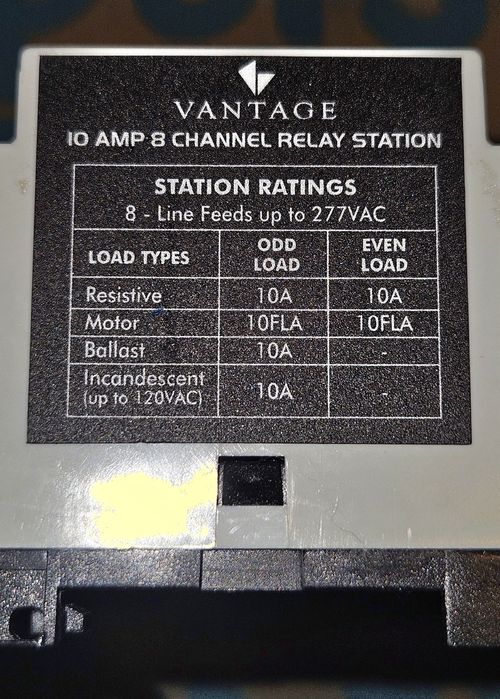 VANTAGE
10 AMP 8 CHANNEL RELAY STATION
STATION RATINGS
8 - Line Feeds up to 277VAC
LOAD TYPES ODD LOAD EVEN LOAD
Resistive 10A 10A
Motor 10FLA 10FLA
Ballast 10A -
Incandescent (up to 120VAC) 10A -